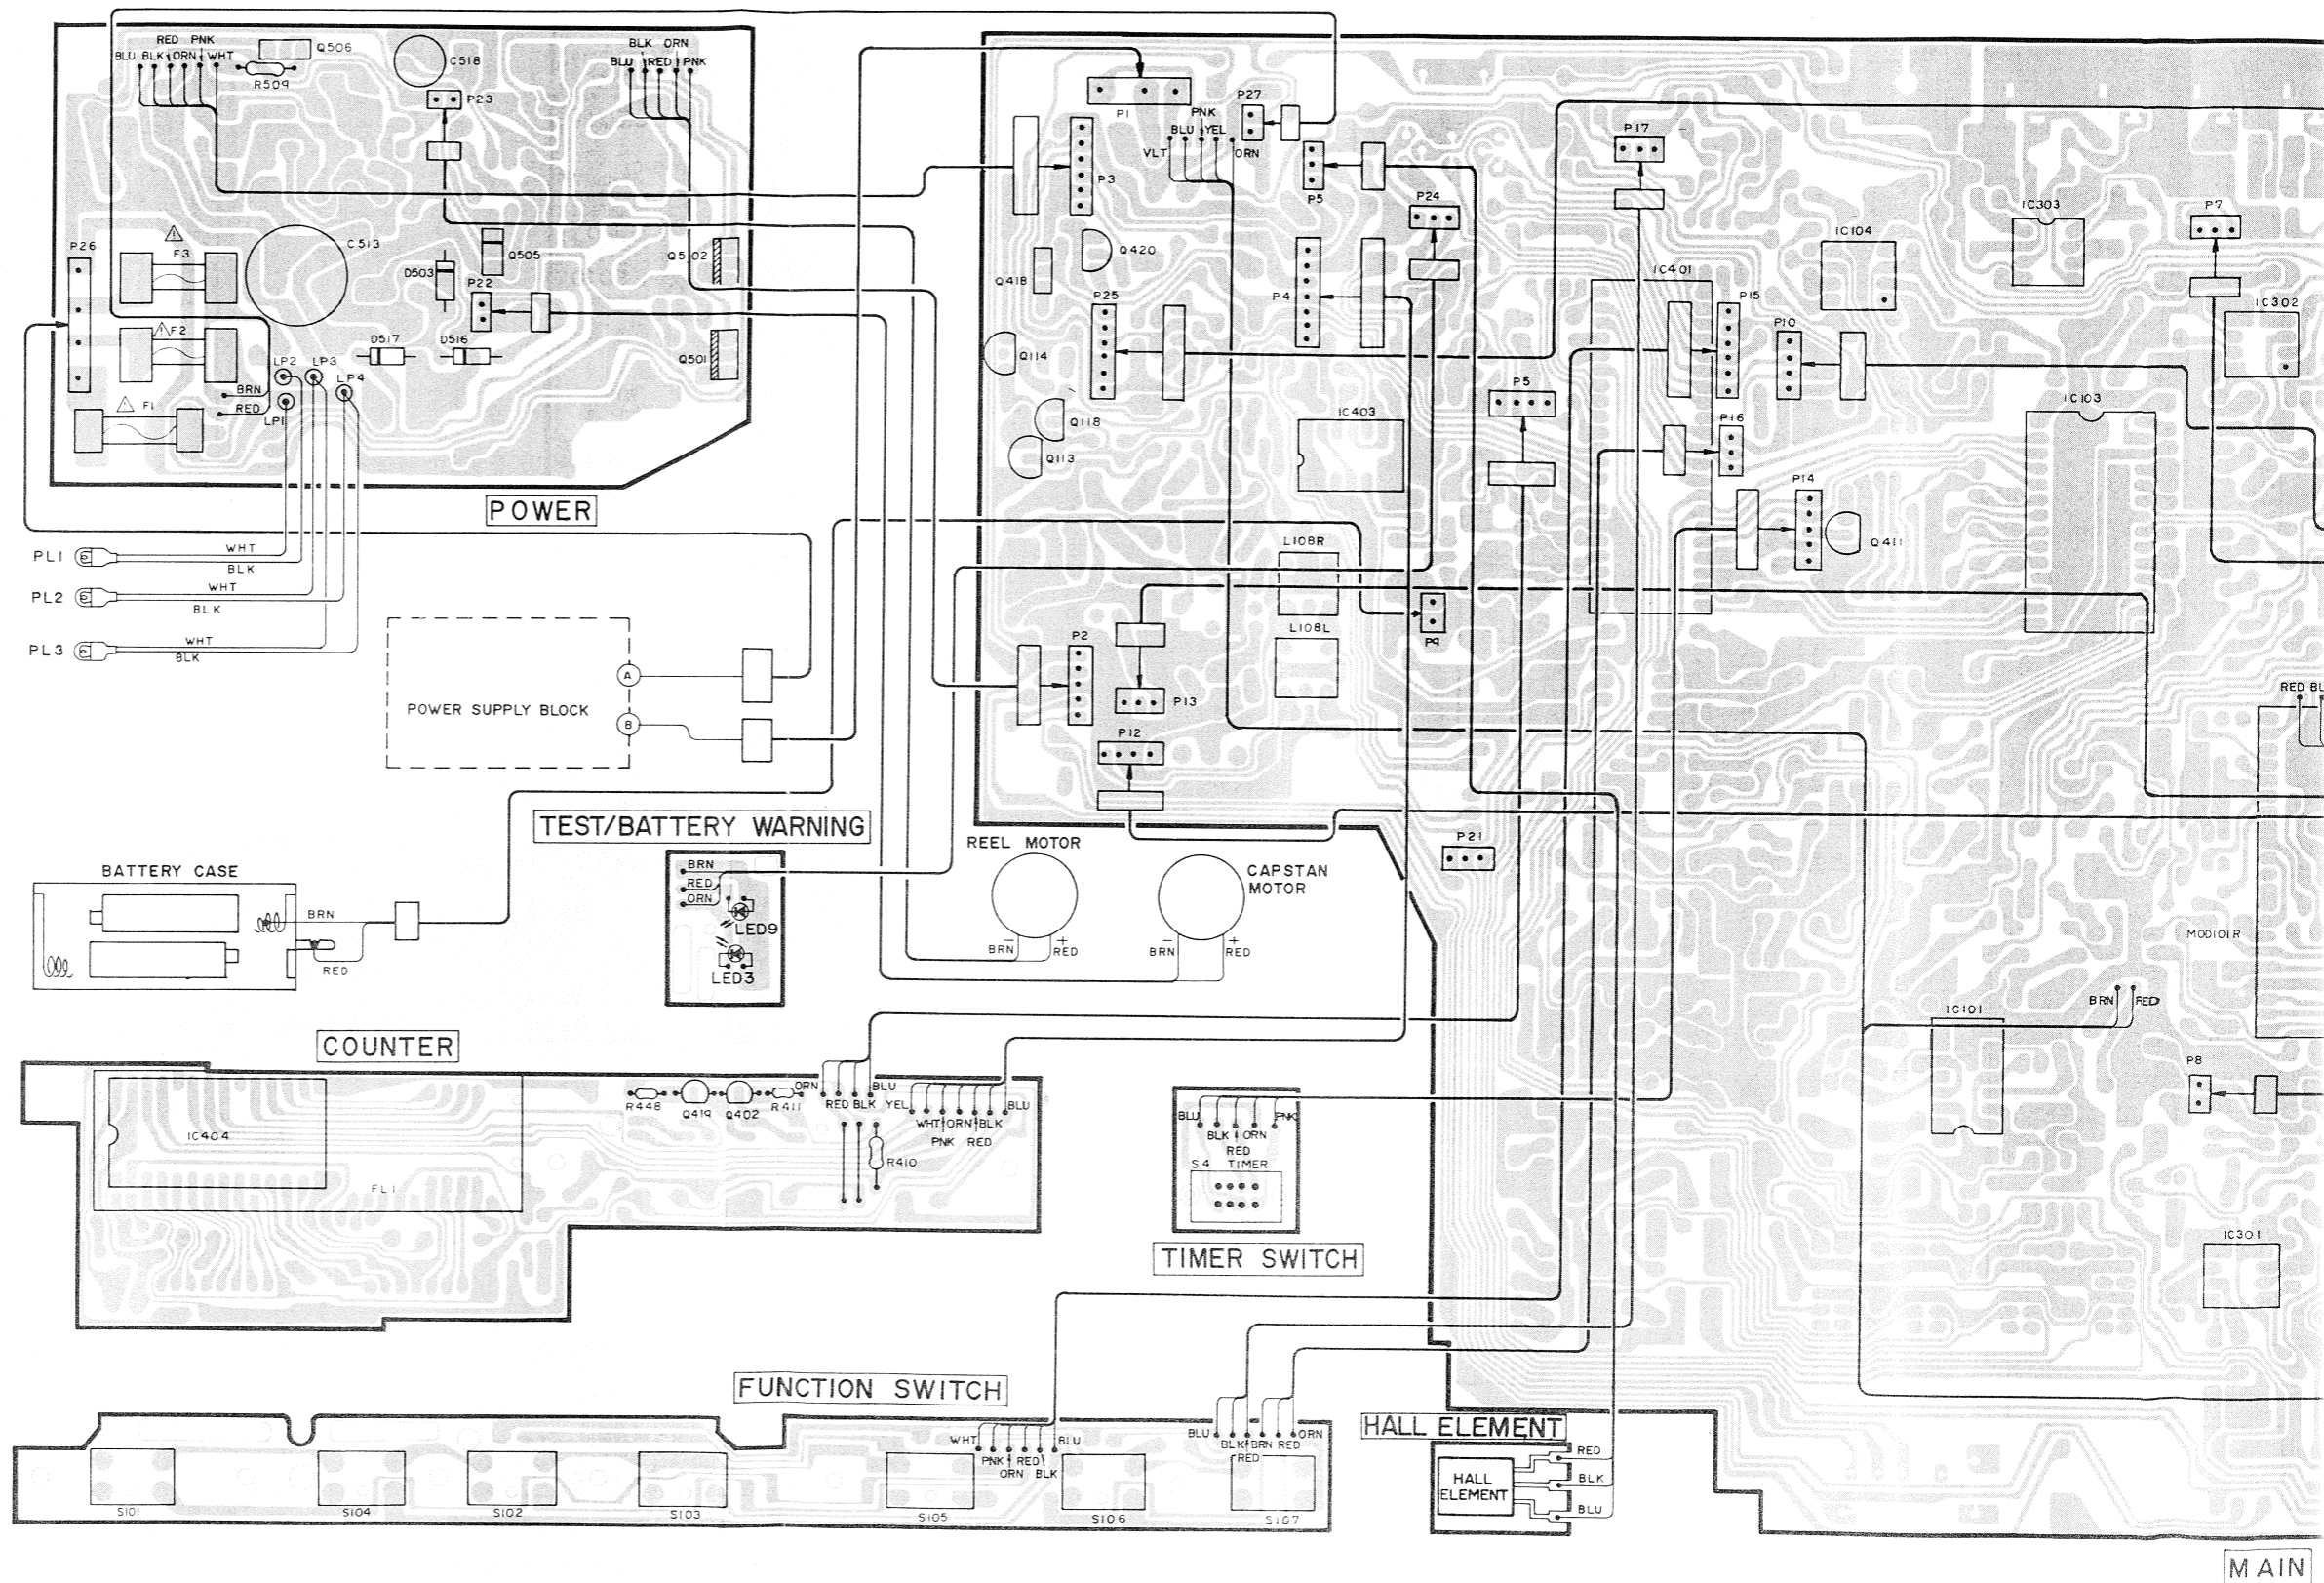 RED PNK
BLU BLK ORN WHT
Q506
R509
C518
P23
BLK ORN
BLU RED PNK
P26
F3
C513
D503
Q505
P22
Q502
F2
D517
D516
Q501
LP2 LP3
LP4
BRN
RED
LP1
F1
POWER
PL1
WHT
BLK
PL2
WHT
BLK
PL3
WHT
BLK
POWER SUPPLY BLOCK
A
B
TEST/BATTERY WARNING
BRN
RED
ORN
LED9
LED3
BATTERY CASE
BRN
RED
REEL MOTOR
BRN
−
+
RED
CAPSTAN
MOTOR
BRN
−
+
RED
P1
P27
PNK
BLU YEL
VLT
ORN
P3
P5
P24
Q418
Q420
P25
P4
Q114
Q118
Q113
IC403
P5
L108R
L108L
P9
P2
P13
P12
P21
P17
IC104
IC303
P7
IC401
P15
P10
IC302
P16
IC103
P14
Q411
RED BL
MOD101R
BRN
RED
IC101
P8
IC301
COUNTER
IC404
FL1
R448
Q419
Q402
R411
ORN
RED BLK
BLU
YEL
WHT ORN BLK
PNK RED
BLU
R410
BLU
BLK ORN
PNK
RED
S4 TIMER
TIMER SWITCH
FUNCTION SWITCH
S101
S104
S102
S103
S105
S106
S107
WHT
PNK RED
ORN BLK
BLU
BLU
BLK BRN RED
ORN
RED
HALL ELEMENT
HALL
ELEMENT
RED
BLK
BLU
MAIN